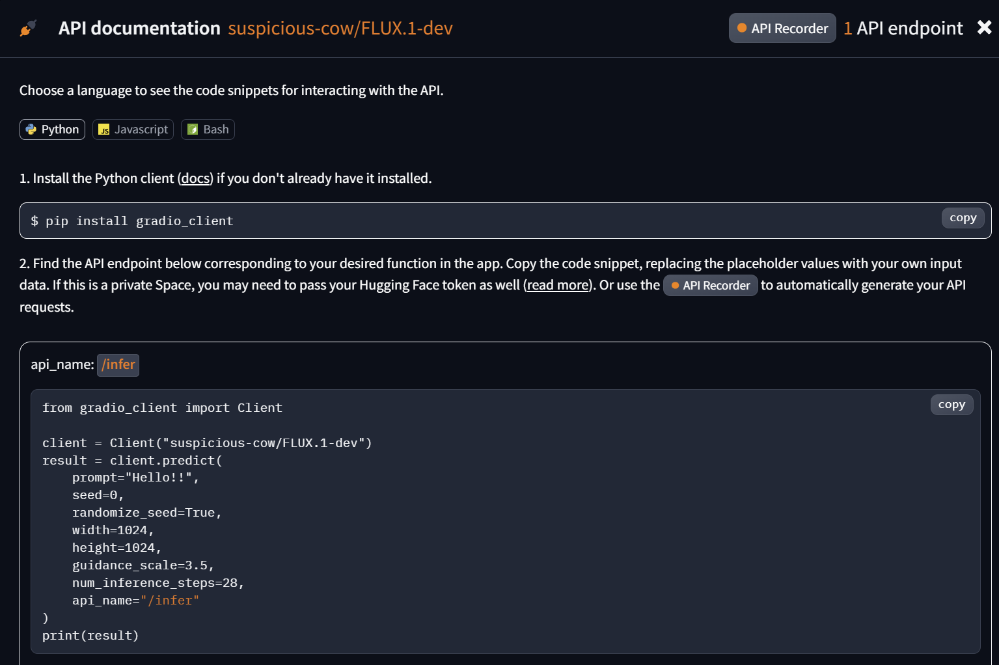 API documentation suspicious-cow/FLUX.1-dev
API Recorder 1 API endpoint
Choose a language to see the code snippets for interacting with the API.
Python JS Javascript Bash
1. Install the Python client (docs) if you don't already have it installed.
$ pip install gradio_client
copy
2. Find the API endpoint below corresponding to your desired function in the app. Copy the code snippet, replacing the placeholder values with your own input
data. If this is a private Space, you may need to pass your Hugging Face token as well (read more). Or use the API Recorder to automatically generate your API
requests.
api_name: /infer
copy
from gradio_client import Client

client = Client("suspicious-cow/FLUX.1-dev")
result = client.predict(
    prompt="Hello!!",
    seed=0,
    randomize_seed=True,
    width=1024,
    height=1024,
    guidance_scale=3.5,
    num_inference_steps=28,
    api_name="/infer"
)
print(result)